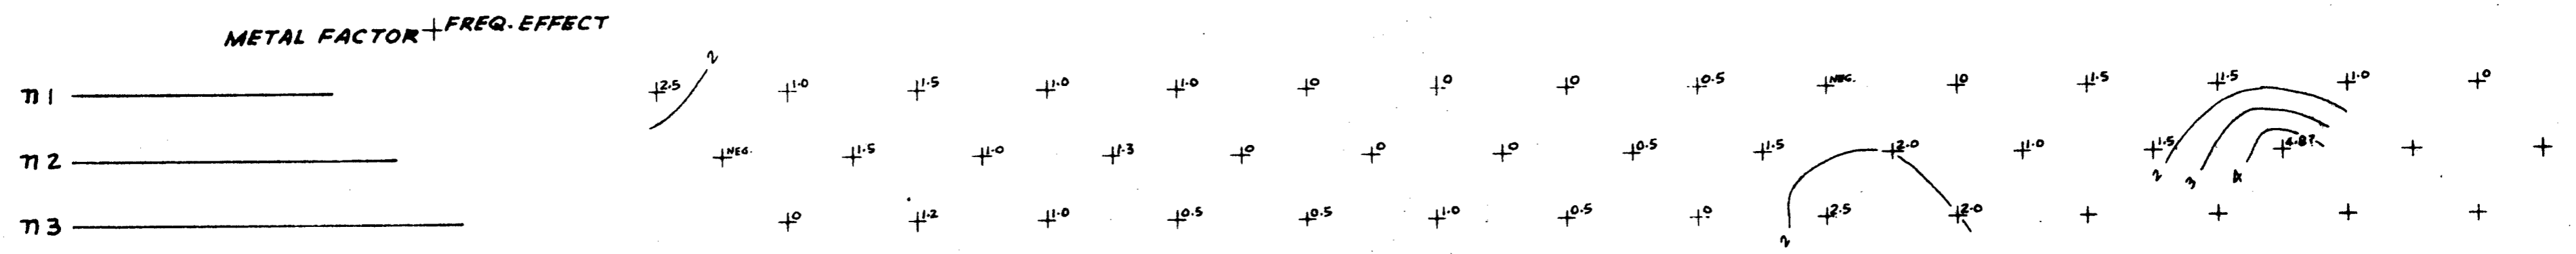 METAL FACTOR + FREQ. EFFECT
2
n1 2.5 1.0 1.5 1.0 1.0 0 0 0 0.5 NEG. 0 1.5 1.5 1.0 0
n2 NEG. 1.5 1.0 1.3 0 0 0 0.5 1.5 2.0 1.0 1.5 4.8?
2 3 4
n3 0 1.2 1.0 0.5 0.5 1.0 0.5 0 2.5 2.0
2